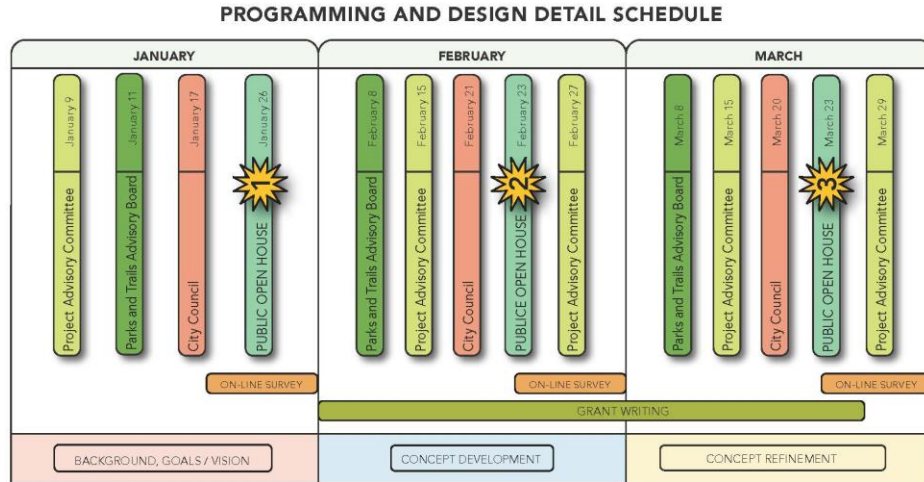 PROGRAMMING AND DESIGN DETAIL SCHEDULE
JANUARY
January 9
Project Advisory Committee
January 11
Parks and Trails Advisory Board
January 17
City Council
January 26
1
PUBLIC OPEN HOUSE
ON-LINE SURVEY
BACKGROUND, GOALS / VISION
FEBRUARY
February 8
Parks and Trails Advisory Board
February 15
Project Advisory Committee
February 21
City Council
February 23
2
PUBLICE OPEN HOUSE
February 27
Project Advisory Committee
ON-LINE SURVEY
GRANT WRITING
CONCEPT DEVELOPMENT
MARCH
March 8
Parks and Trails Advisory Board
March 15
Project Advisory Committee
March 20
City Council
March 23
3
PUBLIC OPEN HOUSE
March 29
Project Advisory Committee
ON-LINE SURVEY
CONCEPT REFINEMENT